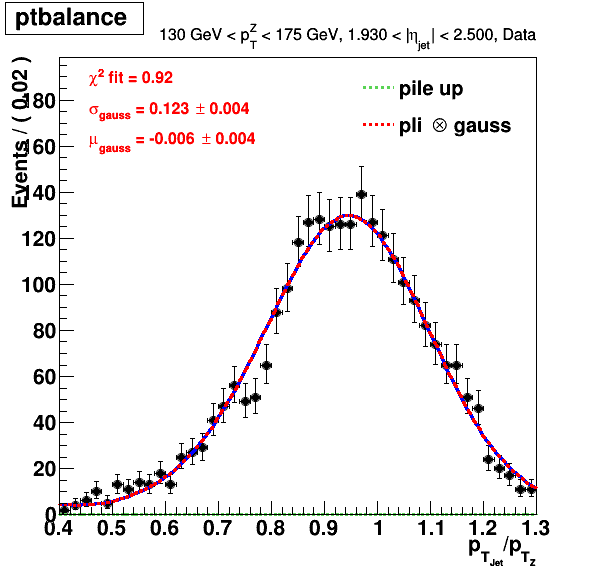 ptbalance
130 GeV < p_T^Z < 175 GeV, 1.930 < |η_jet| < 2.500, Data
χ² fit = 0.92
σ_gauss = 0.123 ± 0.004
μ_gauss = -0.006 ± 0.004
pile up
pli ⊗ gauss
Events / ( 0.02 )
180
160
140
120
100
80
60
40
20
0
0.4 0.5 0.6 0.7 0.8 0.9 1 1.1 1.2 1.3
p_T_Jet/p_T_Z